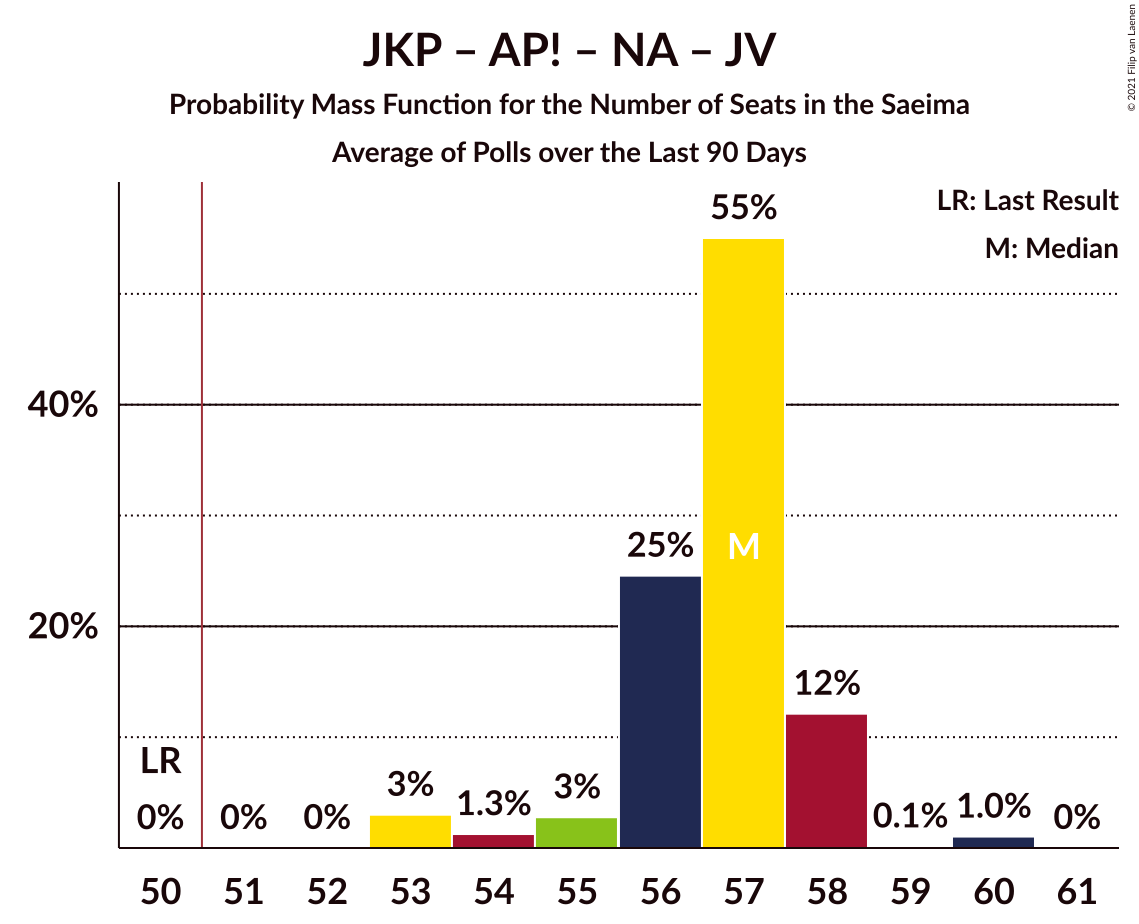 JKP – AP! – NA – JV
Probability Mass Function for the Number of Seats in the Saeima
Average of Polls over the Last 90 Days
© 2021 Filip van Laenen
LR: Last Result
M: Median
55%
40%
25%
M
20%
12%
LR
0% 0% 0% 3% 1.3% 3% 0.1% 1.0% 0%
50 51 52 53 54 55 56 57 58 59 60 61